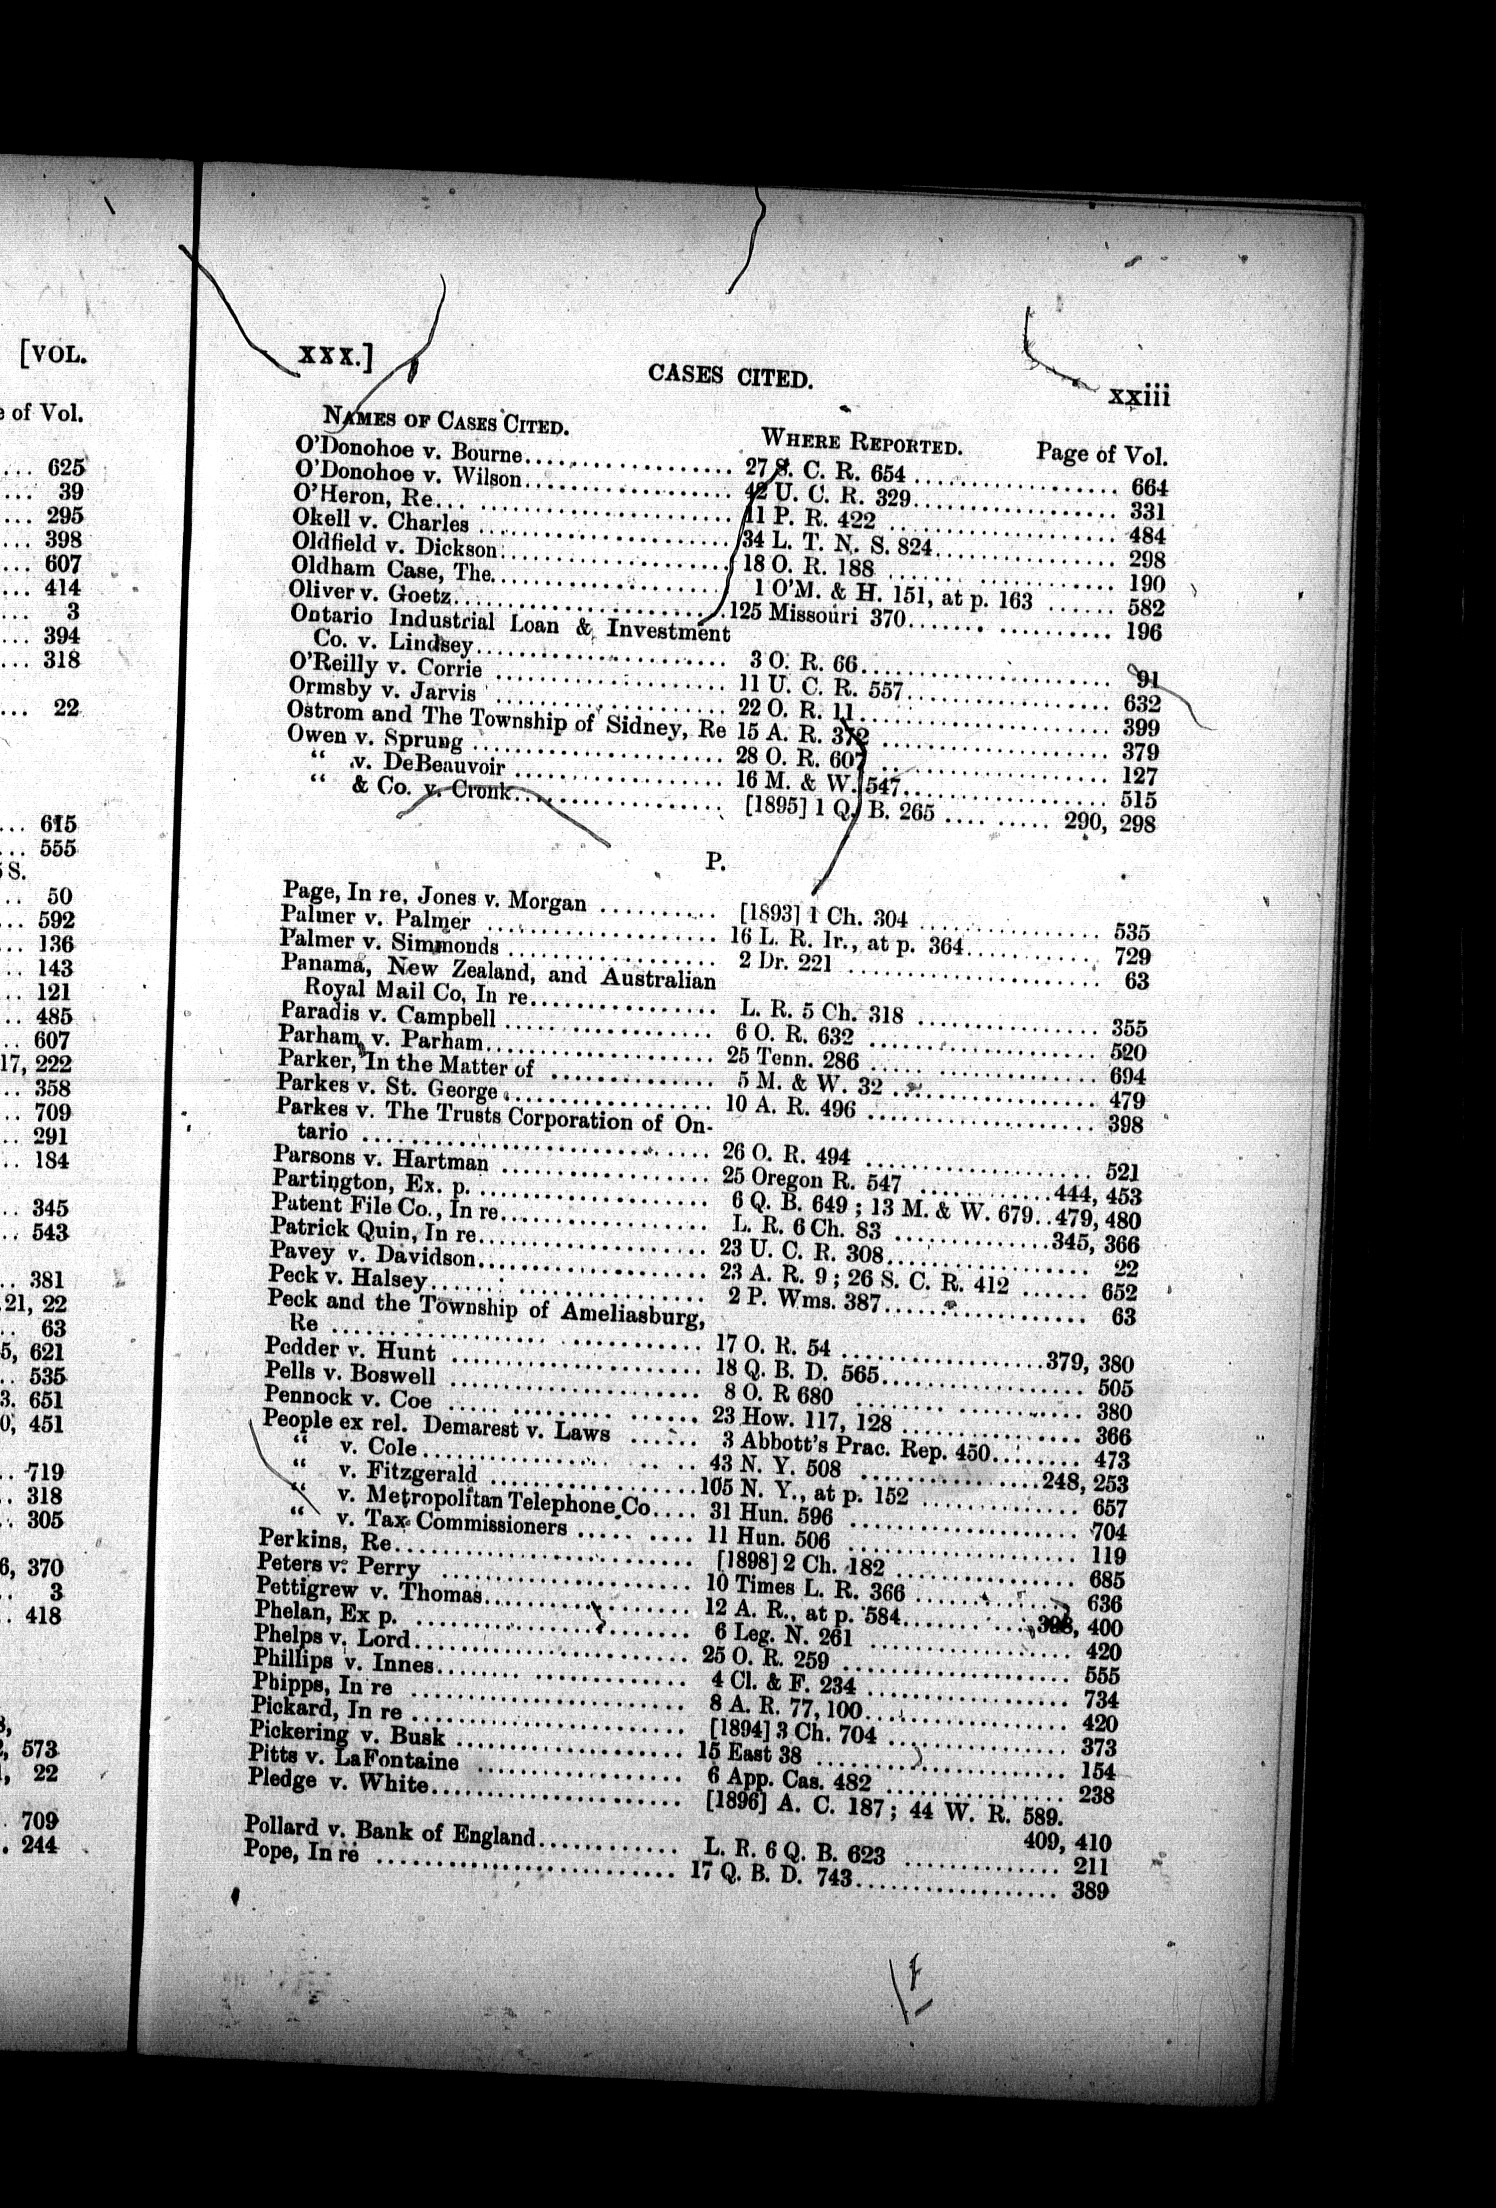 [VOL.
of Vol.
... 625
... 39
... 295
... 398
... 607
... 414
... 3
... 394
... 318
... 22
... 615
... 555
S.
.. 50
.. 592
.. 136
.. 143
.. 121
.. 485
.. 607
17, 222
.. 358
.. 709
.. 291
.. 184
.. 345
.. 543
.. 381
21, 22
.. 63
5, 621
.. 535
3. 651
0, 451
.. 719
.. 318
.. 305
6, 370
.. 3
.. 418
, 573
, 22
. 709
. 244
XXX.] CASES CITED. xxiii
NAMES OF CASES CITED. WHERE REPORTED. Page of Vol.
O'Donohoe v. Bourne.................. 27 S. C. R. 654 .................. 664
O'Donohoe v. Wilson.................. 42 U. C. R. 329.................. 331
O'Heron, Re... .................. 11 P. R. 422 .................. 484
Okell v. Charles .................. 34 L. T. N. S. 824.................. 298
Oldfield v. Dickson.................. 18 O. R. 188 .................. 190
Oldham Case, The.................. 1 O'M. & H. 151, at p. 163 ...... 582
Oliver v. Goetz.................. 125 Missouri 370.................. 196
Ontario Industrial Loan & Investment
Co. v. Lindsey.................. 3 O. R. 66.................. 91
O'Reilly v. Corrie .................. 11 U. C. R. 557.................. 632
Ormsby v. Jarvis .................. 22 O. R. 11.................. 399
Ostrom and The Township of Sidney, Re 15 A. R. 372 .................. 379
Owen v. Sprung .................. 28 O. R. 607 .................. 127
“ v. DeBeauvoir .................. 16 M. & W. 547.................. 515
“ & Co. v. Cronk.................. [1895] 1 Q. B. 265 .... ..... 290, 298
P.
Page, In re, Jones v. Morgan .......... [1893] 1 Ch. 304 .................. 535
Palmer v. Palmer .................. 16 L. R. Ir., at p. 364............ 729
Palmer v. Simmonds .................. 2 Dr. 221 .................. 63
Panama, New Zealand, and Australian
Royal Mail Co, In re.................. L. R. 5 Ch. 318 .................. 355
Paradis v. Campbell .................. 6 O. R. 632 .................. 520
Parham v. Parham.................. 25 Tenn. 286 .................. 694
Parker, In the Matter of .............. 5 M. & W. 32 .................. 479
Parkes v. St. George .................. 10 A. R. 496 .................. 398
Parkes v. The Trusts Corporation of On-
tario .................. 26 O. R. 494 .................. 521
Parsons v. Hartman .................. 25 Oregon R. 547 ............444, 453
Partington, Ex. p. .................. 6 Q. B. 649 ; 13 M. & W. 679..479, 480
Patent File Co., In re.................. L. R. 6 Ch. 83 ..............345, 366
Patrick Quin, In re.................. 23 U. C. R. 308.................. 22
Pavey v. Davidson.................. 23 A. R. 9 ; 26 S. C. R. 412 ...... 652
Peck v. Halsey.................. 2 P. Wms. 387.................. 63
Peck and the Township of Ameliasburg,
Re .................. 17 O. R. 54 ..................379, 380
Pedder v. Hunt .................. 18 Q. B. D. 565.................. 505
Pells v. Boswell .................. 8 O. R 680 .................. 380
Pennock v. Coe .................. 23 How. 117, 128 .................. 366
People ex rel. Demarest v. Laws ....... 3 Abbott's Prac. Rep. 450......... 473
“ v. Cole.................. 43 N. Y. 508 ..................248, 253
“ v. Fitzgerald ..................105 N. Y., at p. 152 .............. 657
“ v. Metropolitan Telephone Co.... 31 Hun. 596 .................. 704
“ v. Tax Commissioners ..... .... 11 Hun. 506 .................. 119
Perkins, Re.................. [1898] 2 Ch. 182 .................. 685
Peters v. Perry .................. 10 Times L. R. 366 .............. 636
Pettigrew v. Thomas.................. 12 A. R., at p. 584.............398, 400
Phelan, Ex p. .................. 6 Leg. N. 261 .................. 420
Phelps v. Lord.................. 25 O. R. 259 .................. 555
Phillips v. Innes.................. 4 Cl. & F. 234 .................. 734
Phipps, In re .................. 8 A. R. 77, 100.................. 420
Pickard, In re .................. [1894] 3 Ch. 704 .................. 373
Pickering v. Busk .................. 15 East 38 .................. 154
Pitts v. LaFontaine .................. 6 App. Cas. 482 .................. 238
Pledge v. White.................. [1896] A. C. 187 ; 44 W. R. 589.
409, 410
Pollard v. Bank of England............ L. R. 6 Q. B. 623 .............. 211
Pope, In re .................. 17 Q. B. D. 743.................. 389